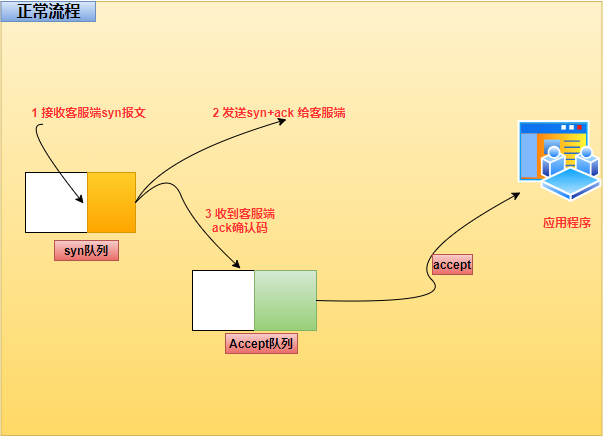 正常流程
1 接收客服端syn报文
2 发送syn+ack 给客服端
3 收到客服端
ack确认码
syn队列
应用程序
accept
Accept队列